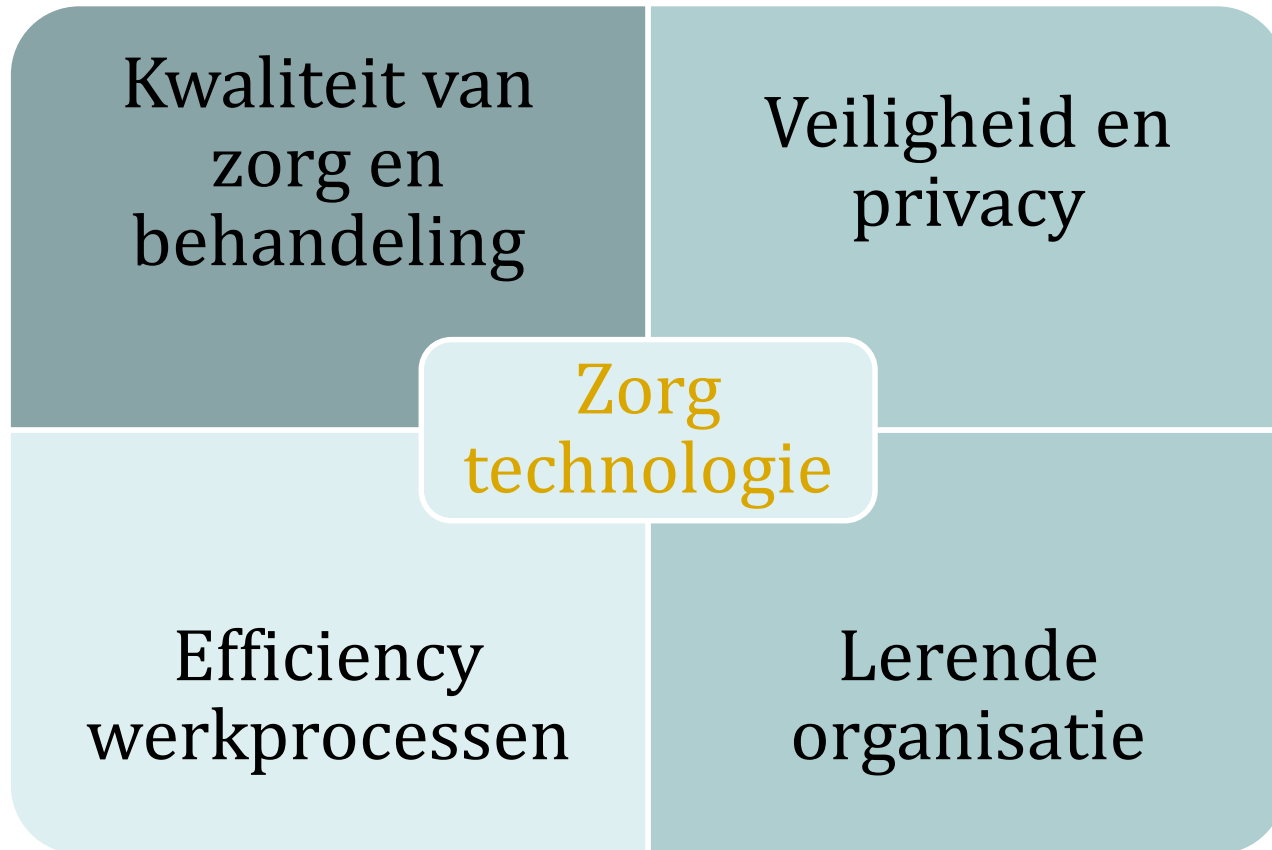 Kwaliteit van
zorg en
behandeling
Veiligheid en
privacy
Zorg
technologie
Efficiency
werkprocessen
Lerende
organisatie